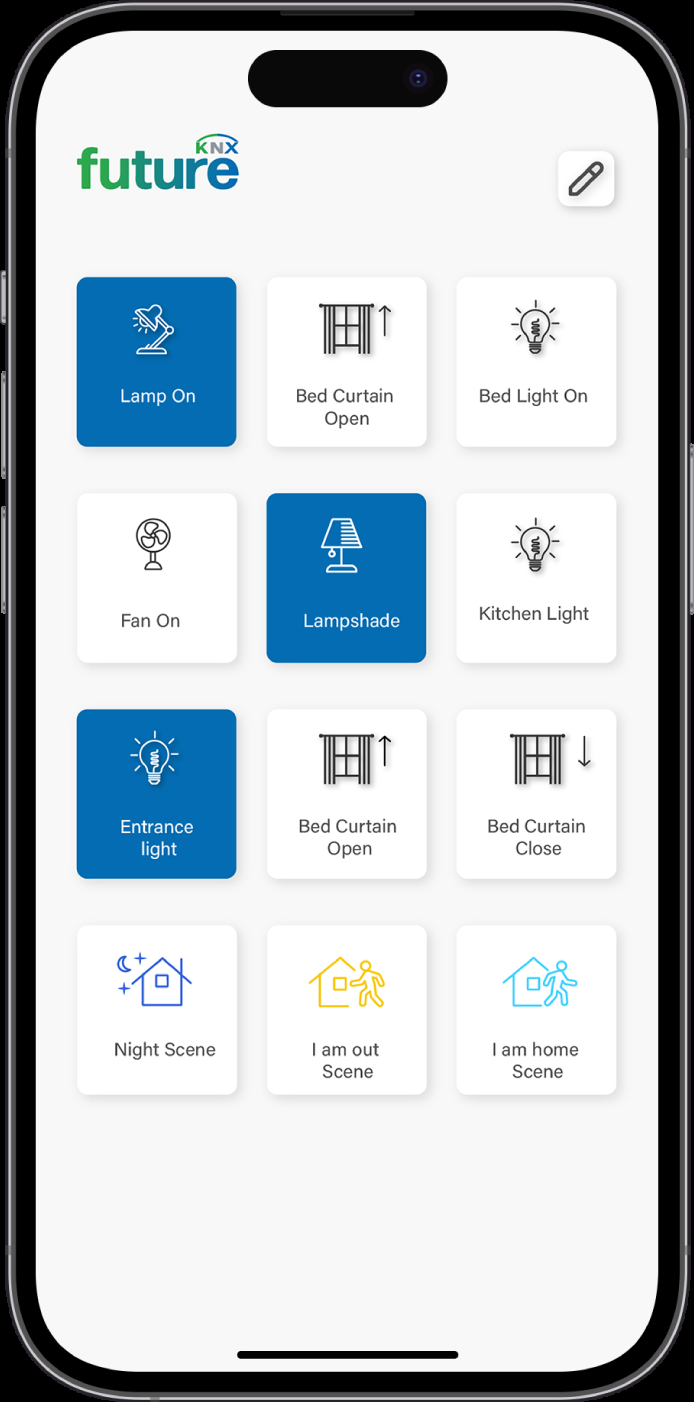 KNX
future
Lamp On
Bed Curtain
Open
Bed Light On
Fan On
Lampshade
Kitchen Light
Entrance
light
Bed Curtain
Open
Bed Curtain
Close
Night Scene
I am out
Scene
I am home
Scene